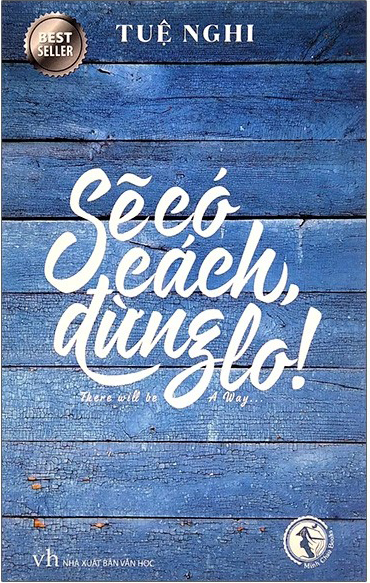 BEST
SELLER
TUỆ NGHI
Sẽ có
cách,
đừng lo!
There will be A Way...
vh NHÀ XUẤT BẢN VĂN HỌC
Minh Chau Books